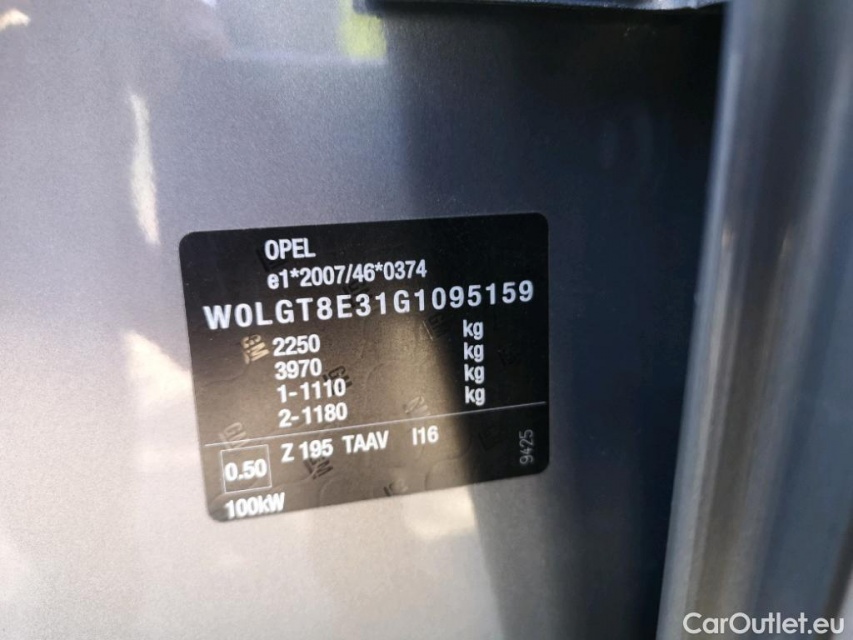 OPEL
e1*2007/46*0374
W0LGT8E31G1095159
2250 kg
3970 kg
1-1110 kg
2-1180 kg
0.50 Z 195 TAAV I16
9425
100kW
CarOutlet.eu